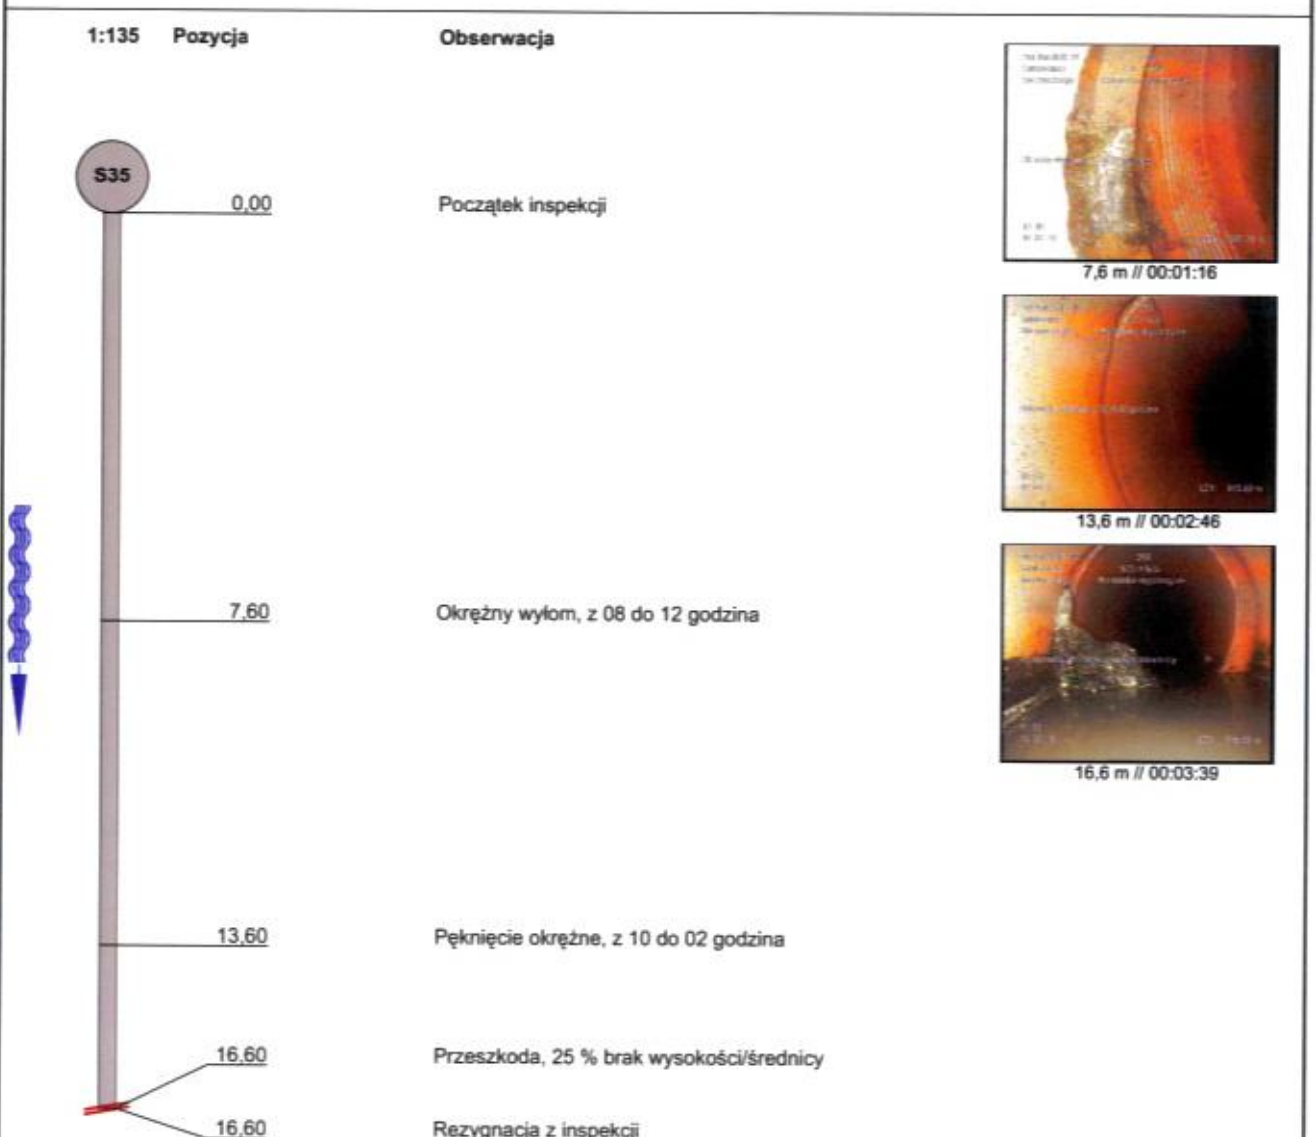 1:135 Pozycja Obserwacja
S35
0,00 Początek inspekcji
7,6 m // 00:01:16
13,6 m // 00:02:46
7,60 Okrężny wyłom, z 08 do 12 godzina
16,6 m // 00:03:39
13,60 Pęknięcie okrężne, z 10 do 02 godzina
16,60 Przeszkoda, 25 % brak wysokości/średnicy
16,60 Rezygnacja z inspekcji